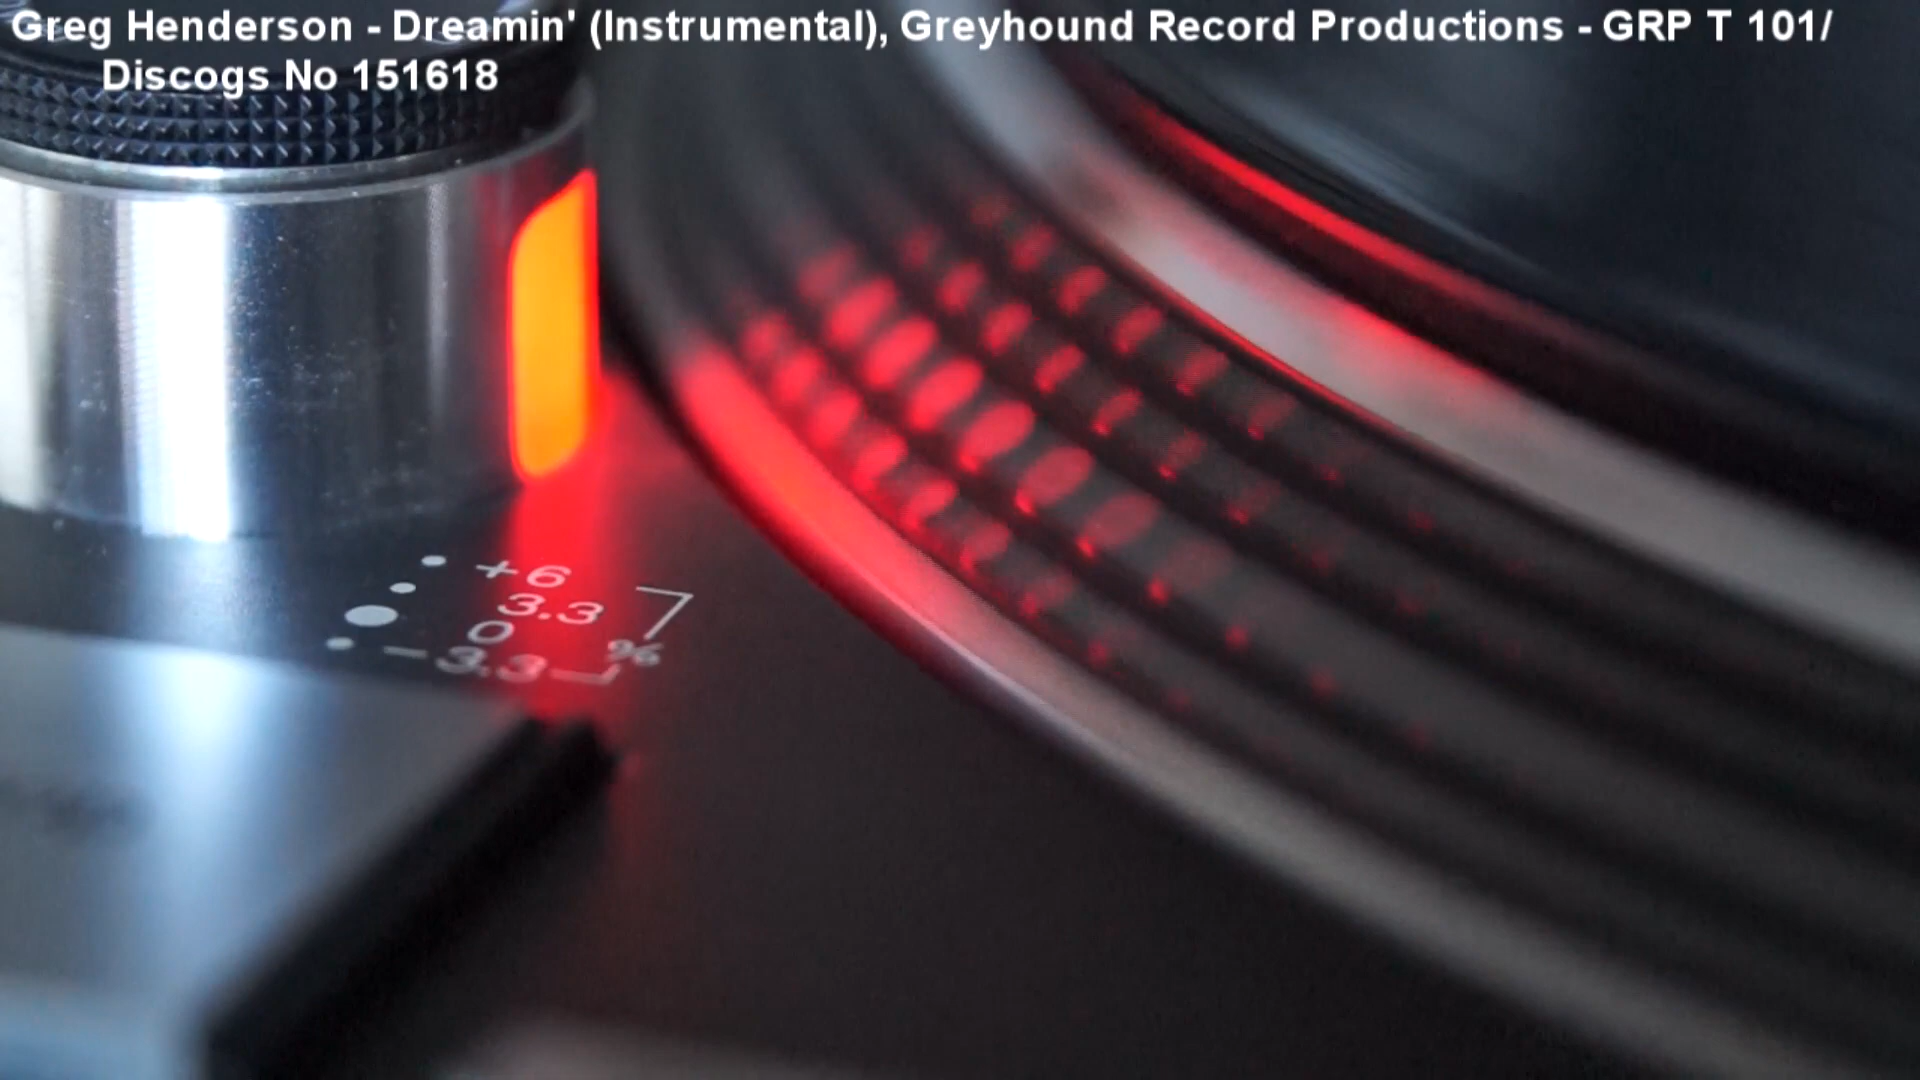 Greg Henderson - Dreamin' (Instrumental), Greyhound Record Productions - GRP T 101/
Discogs No 151618
+6
3.3
0
%
-3.3